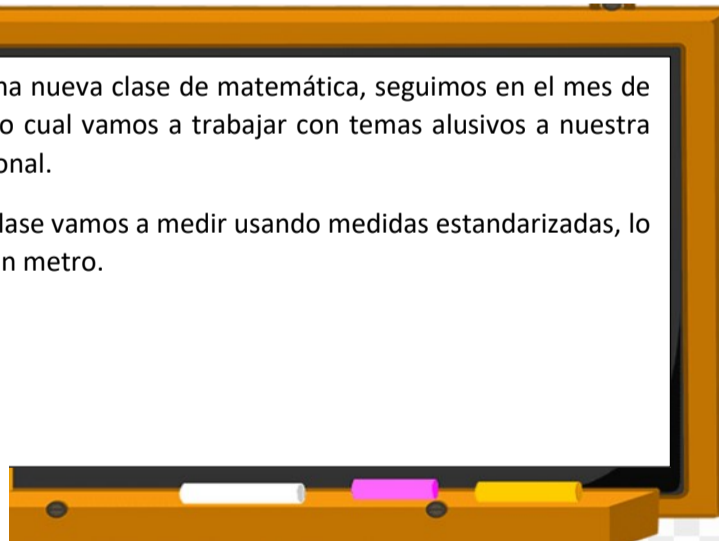 na nueva clase de matemática, seguimos en el mes de
o cual vamos a trabajar con temas alusivos a nuestra
onal.
lase vamos a medir usando medidas estandarizadas, lo
n metro.